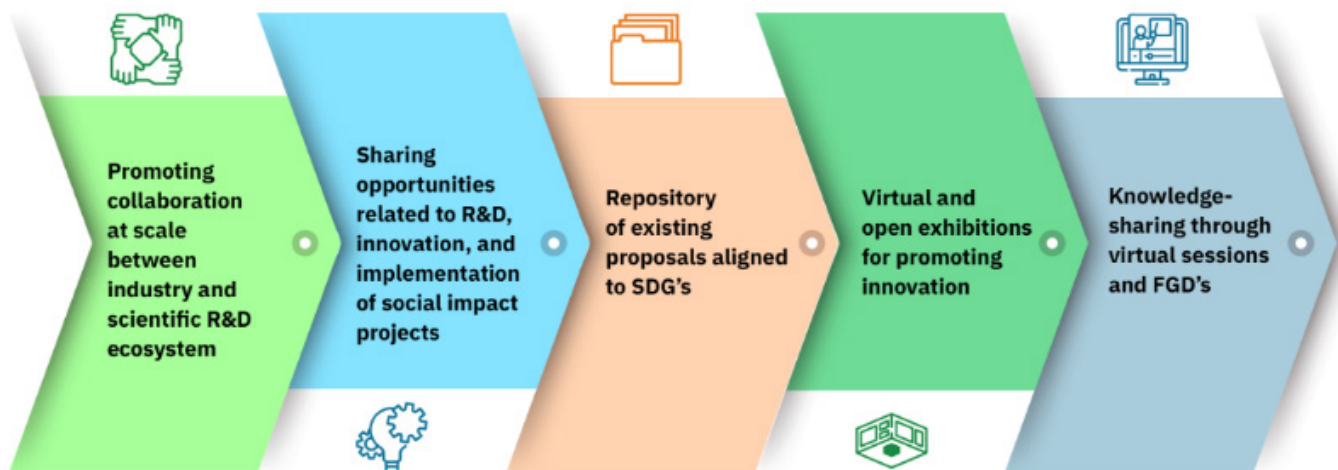 Promoting
collaboration
at scale
between
industry and
scientific R&D
ecosystem
Sharing
opportunities
related to R&D,
innovation, and
implementation
of social impact
projects
Repository
of existing
proposals aligned
to SDG’s
Virtual and
open exhibitions
for promoting
innovation
Knowledge-
sharing through
virtual sessions
and FGD’s